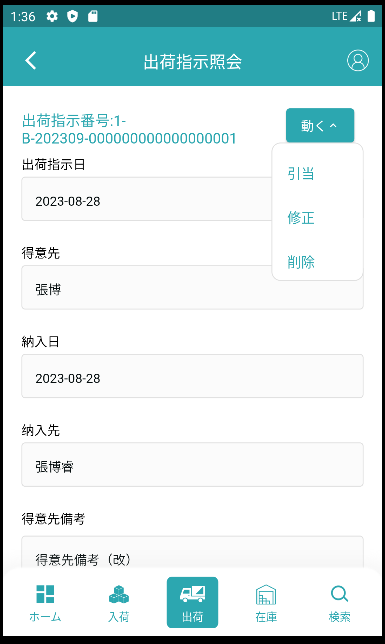 1:36 LTE
出荷指示照会
出荷指示番号:1-
B-202309-000000000000000001
動く
出荷指示日
引当
2023-08-28
修正
得意先
削除
張博
納入日
2023-08-28
納入先
張博睿
得意先備考
得意先備考（改）
ホーム 入荷 出荷 在庫 検索